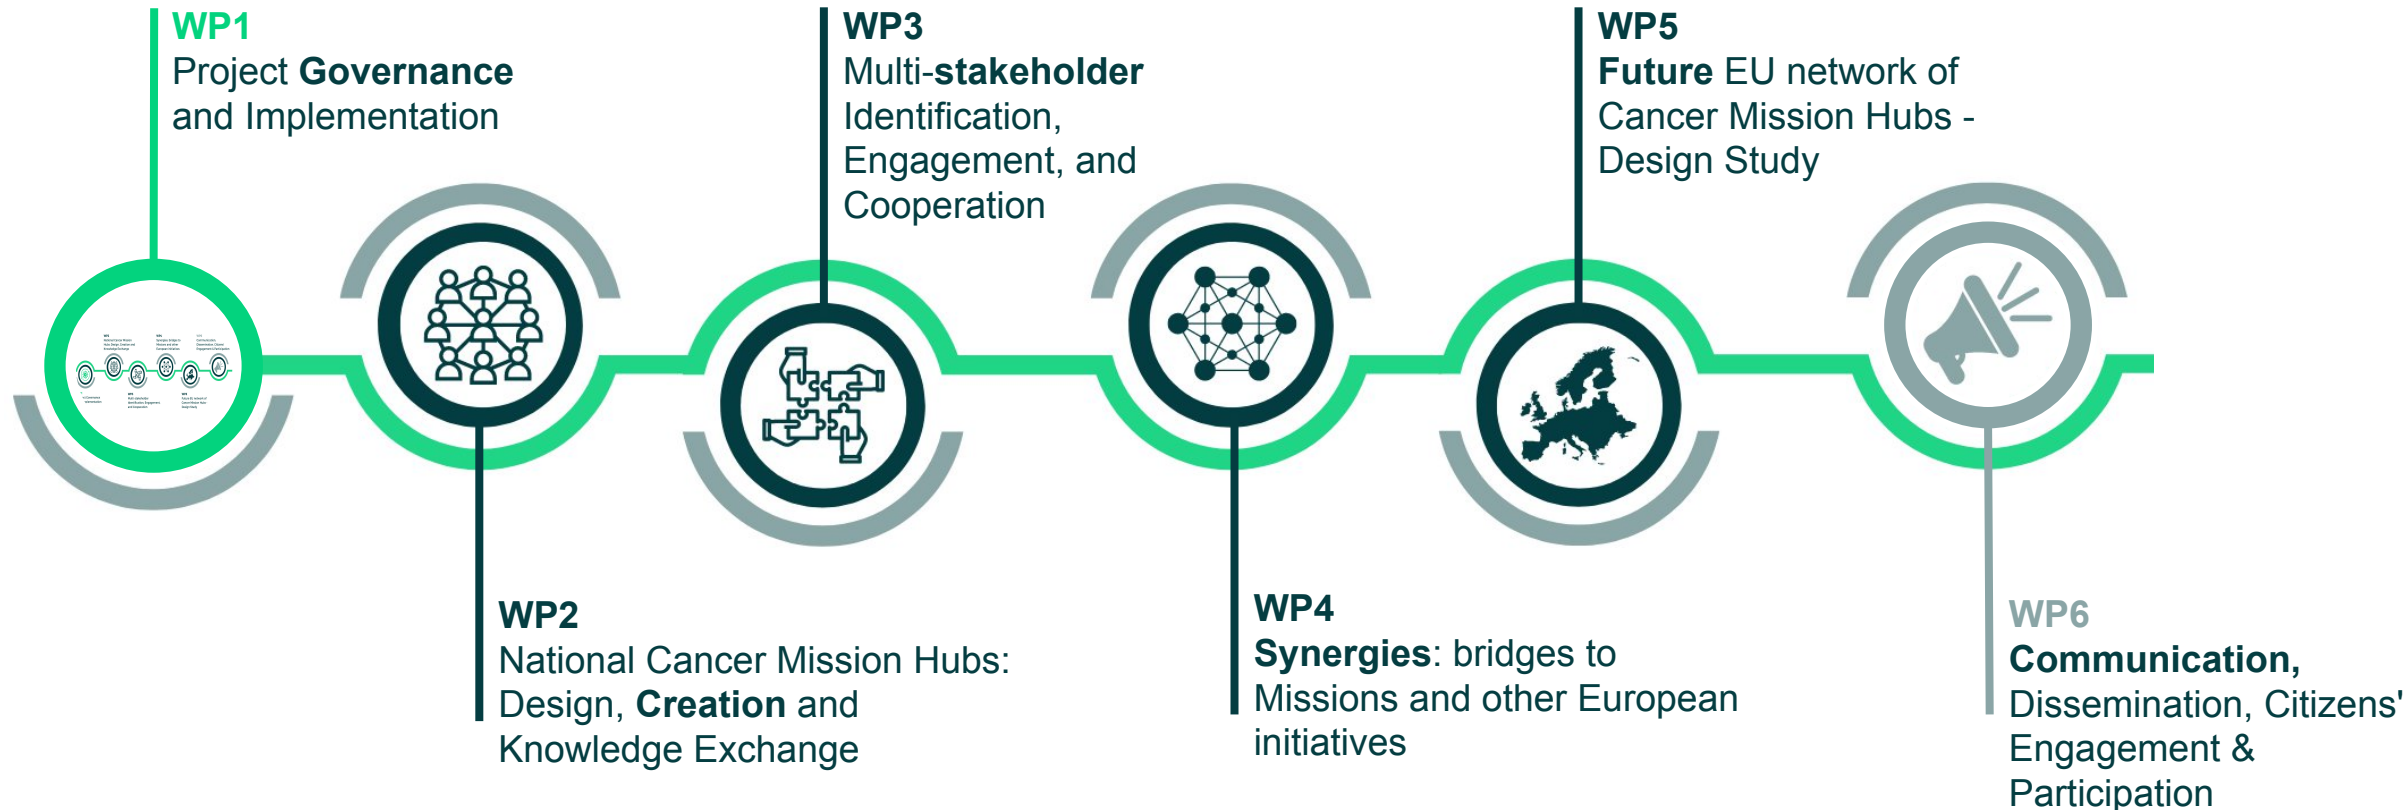 WP1
Project Governance
and Implementation
WP2
National Cancer Mission Hubs:
Design, Creation and
Knowledge Exchange
WP3
Multi-stakeholder
Identification,
Engagement, and
Cooperation
WP4
Synergies: bridges to
Missions and other European
initiatives
WP5
Future EU network of
Cancer Mission Hubs -
Design Study
WP6
Communication,
Dissemination, Citizens'
Engagement &
Participation